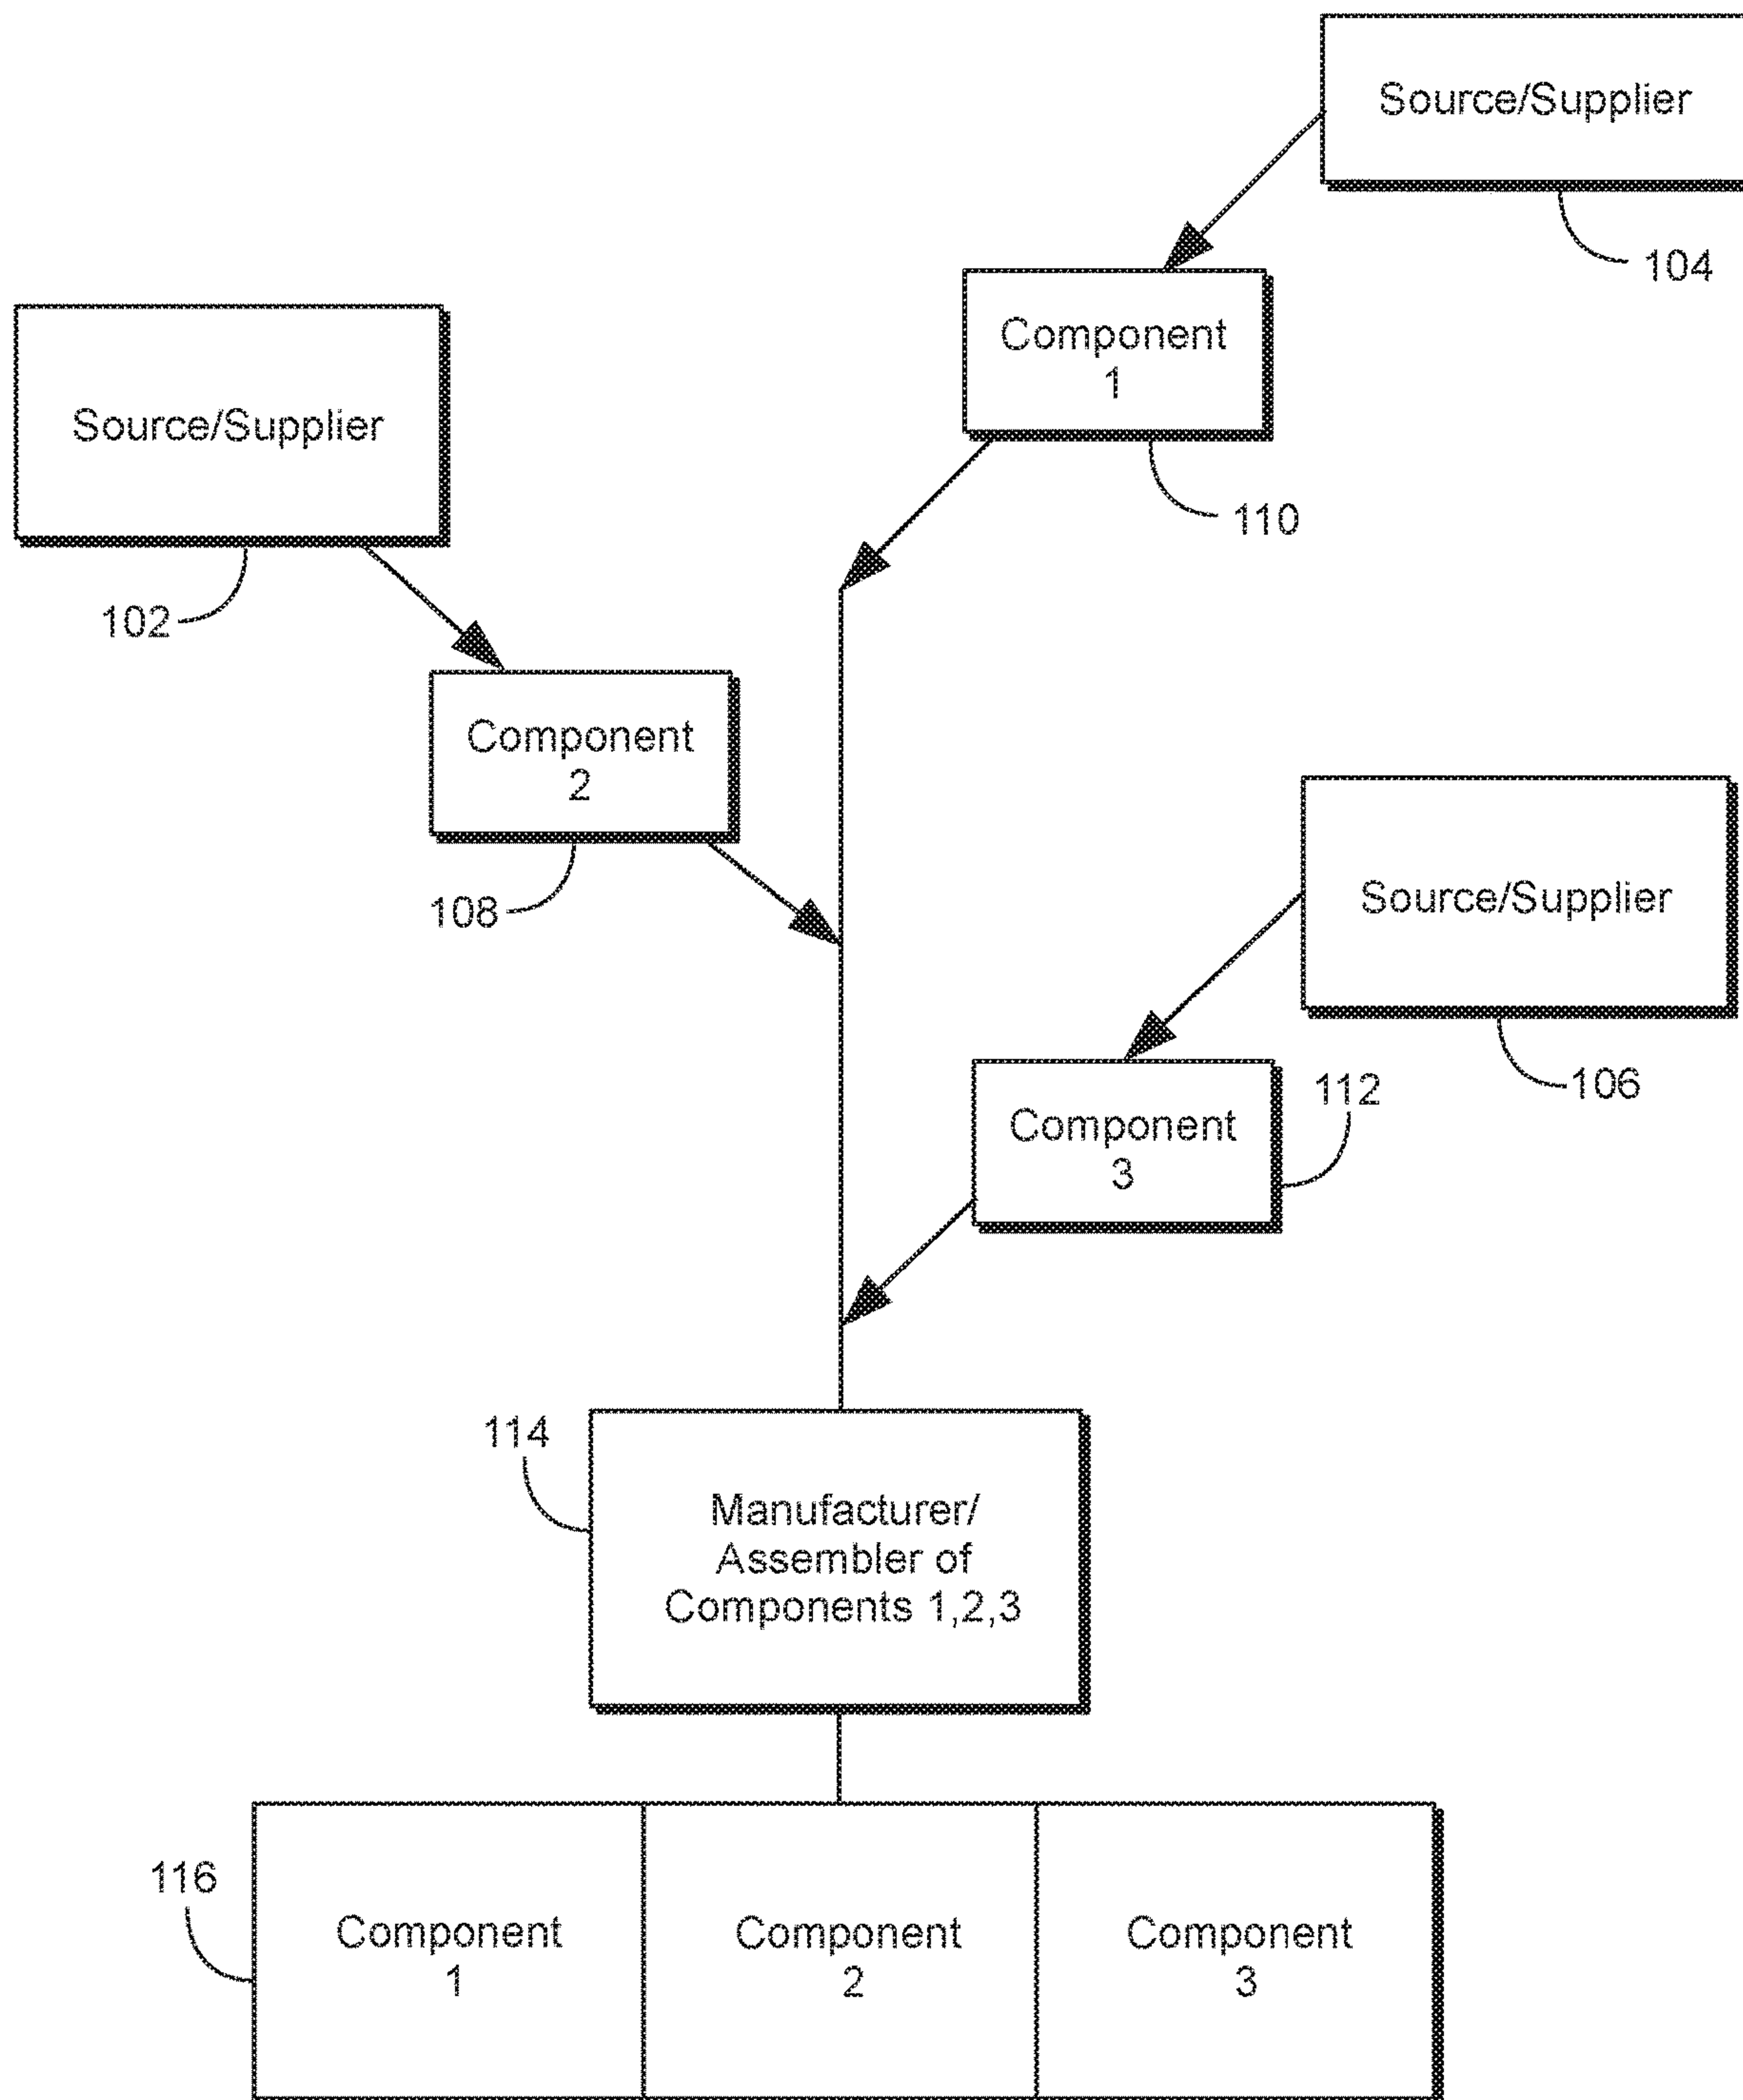 Source/Supplier
104
Component
1
110
Source/Supplier
102
Component
2
108
Source/Supplier
106
Component
3
112
114
Manufacturer/
Assembler of
Components 1,2,3
116
Component
1
Component
2
Component
3